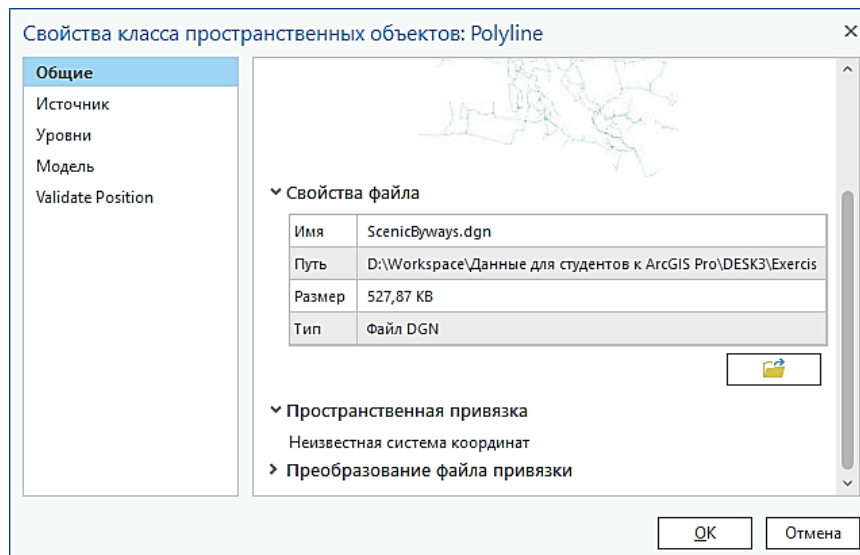 Свойства класса пространственных объектов: Polyline
Общие
Источник
Уровни
Модель
Validate Position
Свойства файла
Имя ScenicByways.dgn
Путь D:\Workspace\Данные для студентов к ArcGIS Pro\DESK3\Exercis
Размер 527,87 KB
Тип Файл DGN
Пространственная привязка
Неизвестная система координат
Преобразование файла привязки
OK Отмена